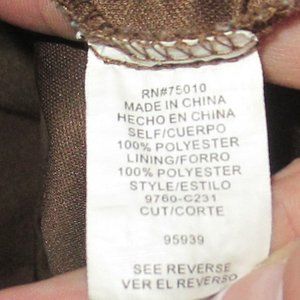 RN#75010
MADE IN CHINA
HECHO EN CHINA
SELF/CUERPO
100% POLYESTER
LINING/FORRO
100% POLYESTER
STYLE/ESTILO
9760-C231
CUT/CORTE
95939
SEE REVERSE
VER EL REVERSO